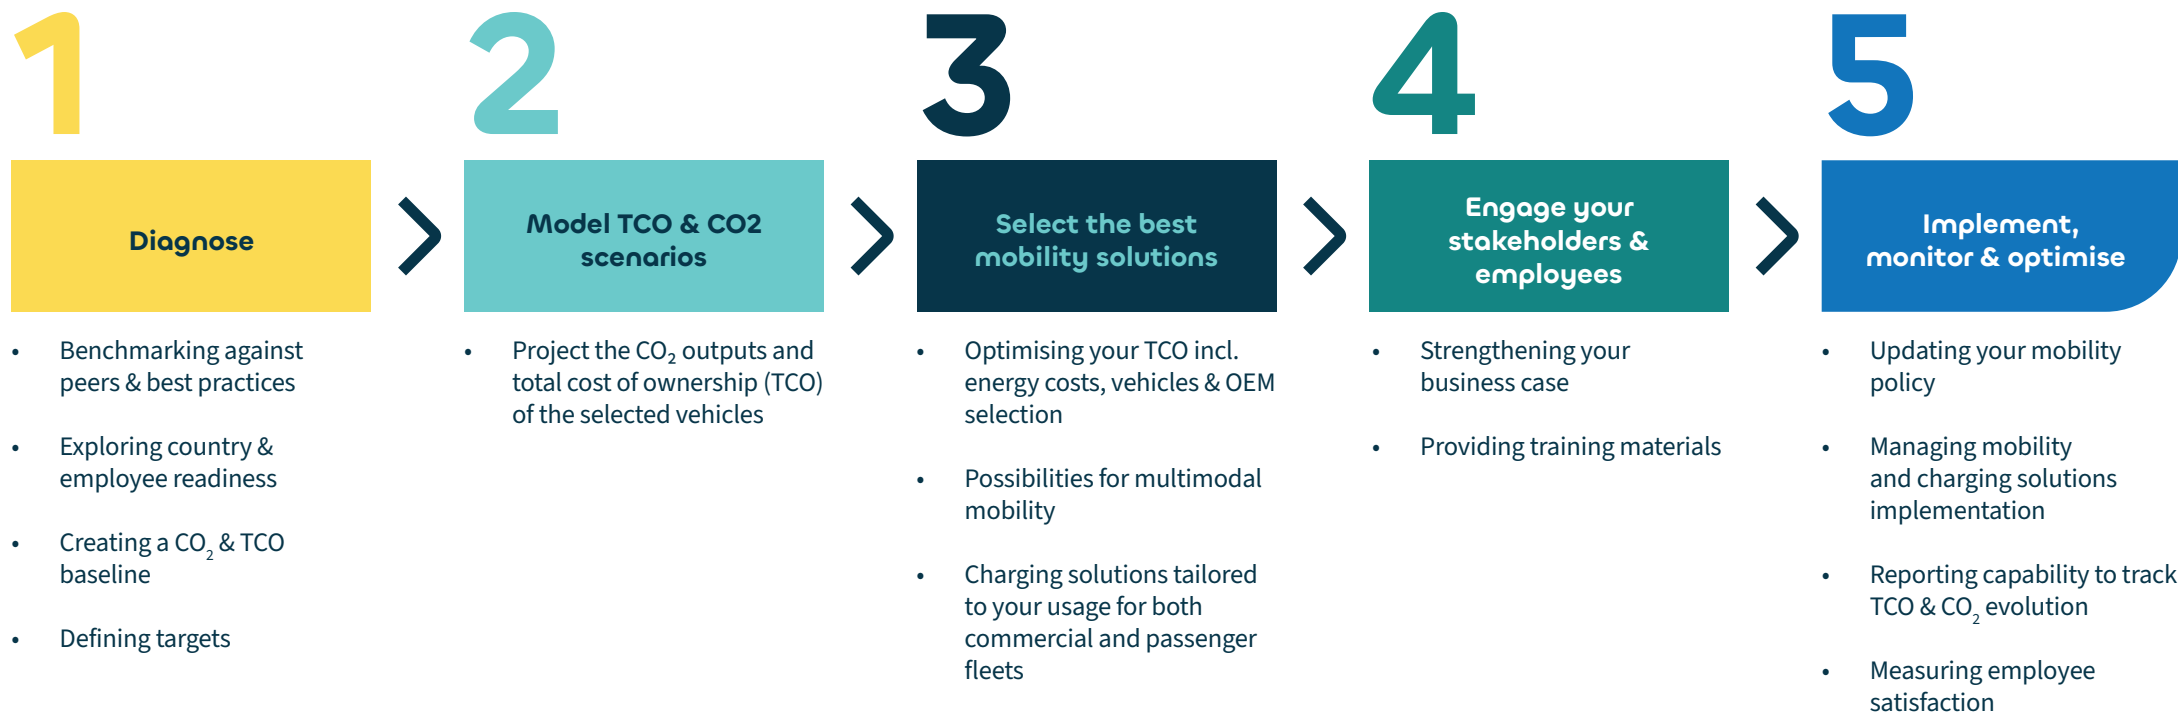 1
Diagnose
• Benchmarking against
peers & best practices
• Exploring country &
employee readiness
• Creating a CO₂ & TCO
baseline
• Defining targets
2
Model TCO & CO2
scenarios
• Project the CO₂ outputs and
total cost of ownership (TCO)
of the selected vehicles
3
Select the best
mobility solutions
• Optimising your TCO incl.
energy costs, vehicles & OEM
selection
• Possibilities for multimodal
mobility
• Charging solutions tailored
to your usage for both
commercial and passenger
fleets
4
Engage your
stakeholders &
employees
• Strengthening your
business case
• Providing training materials
5
Implement,
monitor & optimise
• Updating your mobility
policy
• Managing mobility
and charging solutions
implementation
• Reporting capability to track
TCO & CO₂ evolution
• Measuring employee
satisfaction